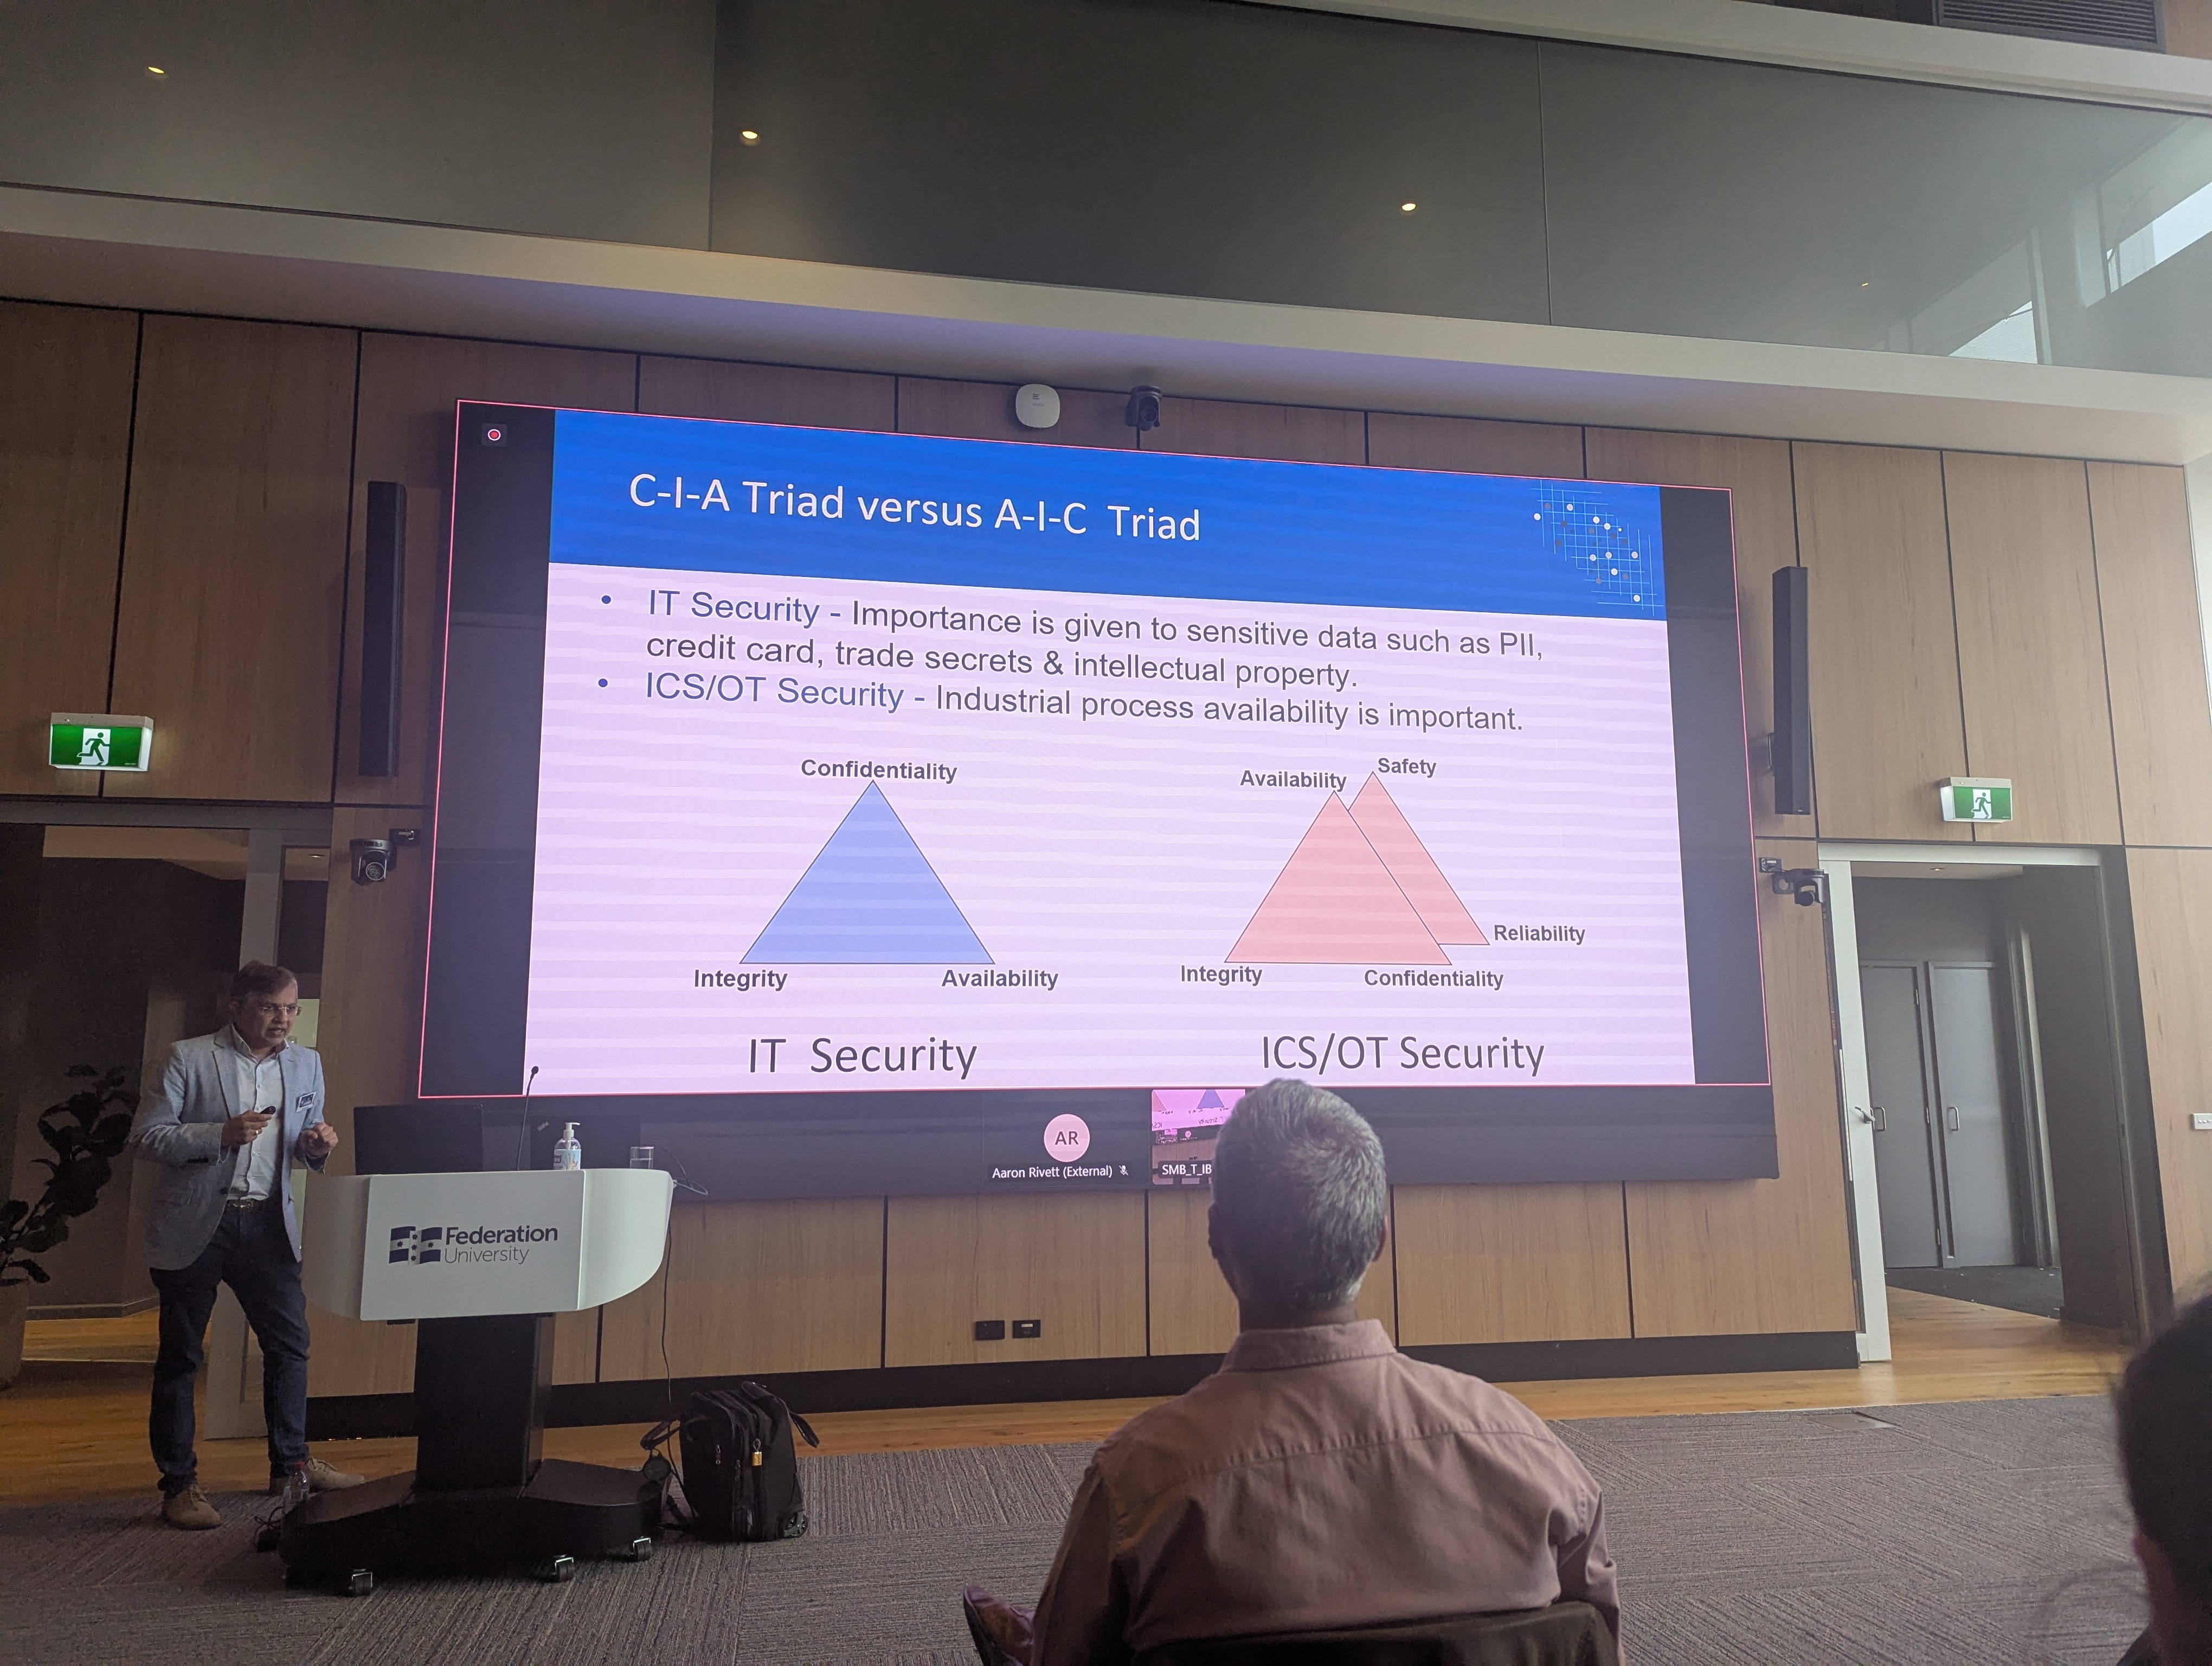 C-I-A Triad versus A-I-C Triad
• IT Security - Importance is given to sensitive data such as PII,
credit card, trade secrets & intellectual property.
• ICS/OT Security - Industrial process availability is important.
Confidentiality
Integrity
Availability
IT Security
Availability
Safety
Integrity
Confidentiality
Reliability
ICS/OT Security
AR
Aaron Rivett (External)
SMB_T_IB
Federation
University